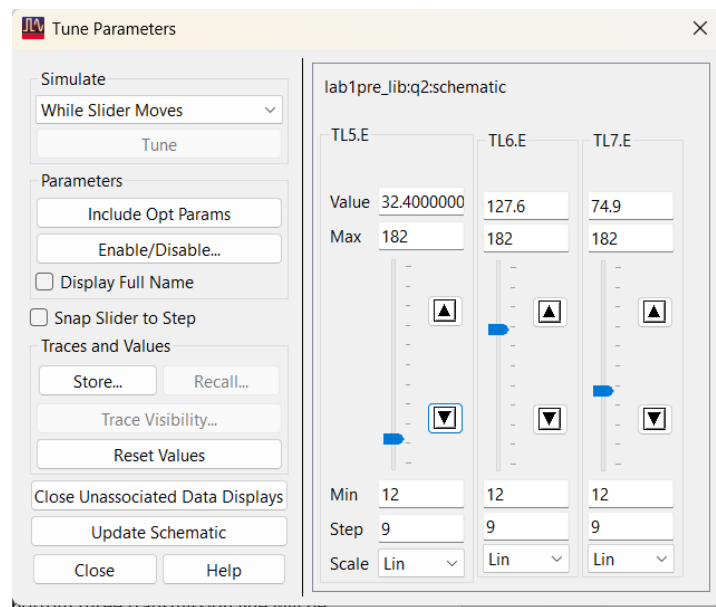 Tune Parameters
Simulate
While Slider Moves
Tune
Parameters
Include Opt Params
Enable/Disable...
Display Full Name
Snap Slider to Step
Traces and Values
Store... Recall...
Trace Visibility...
Reset Values
Close Unassociated Data Displays
Update Schematic
Close Help
lab1pre_lib:q2:schematic
TL5.E TL6.E TL7.E
Value 32.4000000 127.6 74.9
Max 182 182 182
Min 12 12 12
Step 9 9 9
Scale Lin Lin Lin